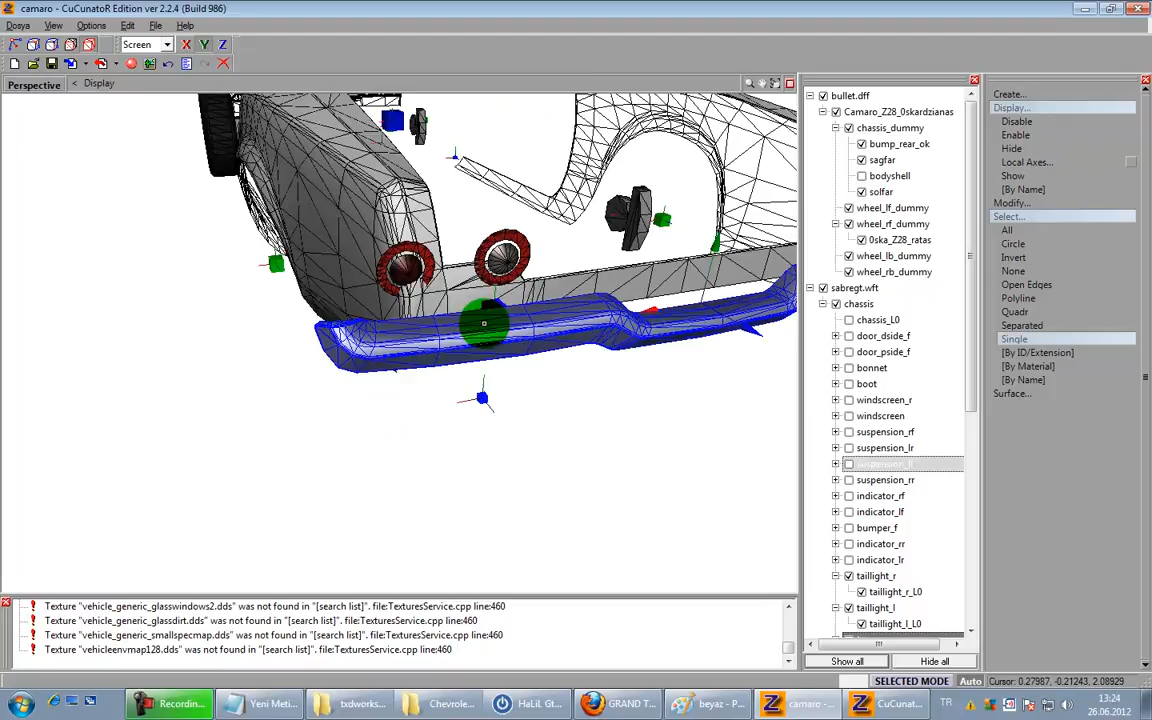 camaro - CuCunatoR Edition ver 2.2.4 (Build 986)
Dosya View Options Edit File Help
Screen X Y Z
Perspective < Display
bullet.dff
Camaro_Z28_0skardzianas
chassis_dummy
bump_rear_ok
sagfar
bodyshell
solfar
wheel_lf_dummy
wheel_rf_dummy
0ska_Z28_ratas
wheel_lb_dummy
wheel_rb_dummy
sabregt.wft
chassis
chassis_L0
door_dside_f
door_pside_f
bonnet
boot
windscreen_r
windscreen
suspension_rf
suspension_lr
suspension_rr
indicator_rf
indicator_lf
bumper_f
indicator_rr
indicator_lr
taillight_r
taillight_r_L0
taillight_l
taillight_l_L0
Show all Hide all
Create...
Display...
Disable
Enable
Hide
Local Axes...
Show
[By Name]
Modify...
Select...
All
Circle
Invert
None
Open Edges
Polyline
Quadr
Separated
Single
[By ID/Extension]
[By Material]
[By Name]
Surface...
Texture "vehicle_generic_glasswindows2.dds" was not found in "[search list]". file:TexturesService.cpp line:460
Texture "vehicle_generic_glassdirt.dds" was not found in "[search list]". file:TexturesService.cpp line:460
Texture "vehicle_generic_smallspecmap.dds" was not found in "[search list]". file:TexturesService.cpp line:460
Texture "vehicleenvmap128.dds" was not found in "[search list]". file:TexturesService.cpp line:460
SELECTED MODE Auto Cursor: 0.27987, -0.21243, 2.08929
Recordin... Yeni Meti... txdworks... Chevrole... HaLiL Gt... GRAND T... beyaz - P... camaro -... CuCunat... TR 13:24
26.06.2012